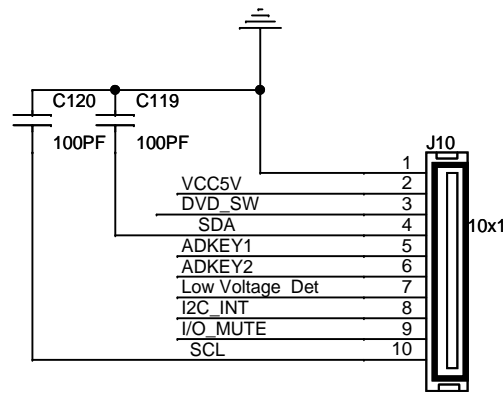 C120 C119
100PF 100PF
J10
1
VCC5V 2
DVD_SW 3
10x1
SDA 4
ADKEY1 5
ADKEY2 6
Low Voltage Det 7
I2C_INT 8
I/O_MUTE 9
SCL 10